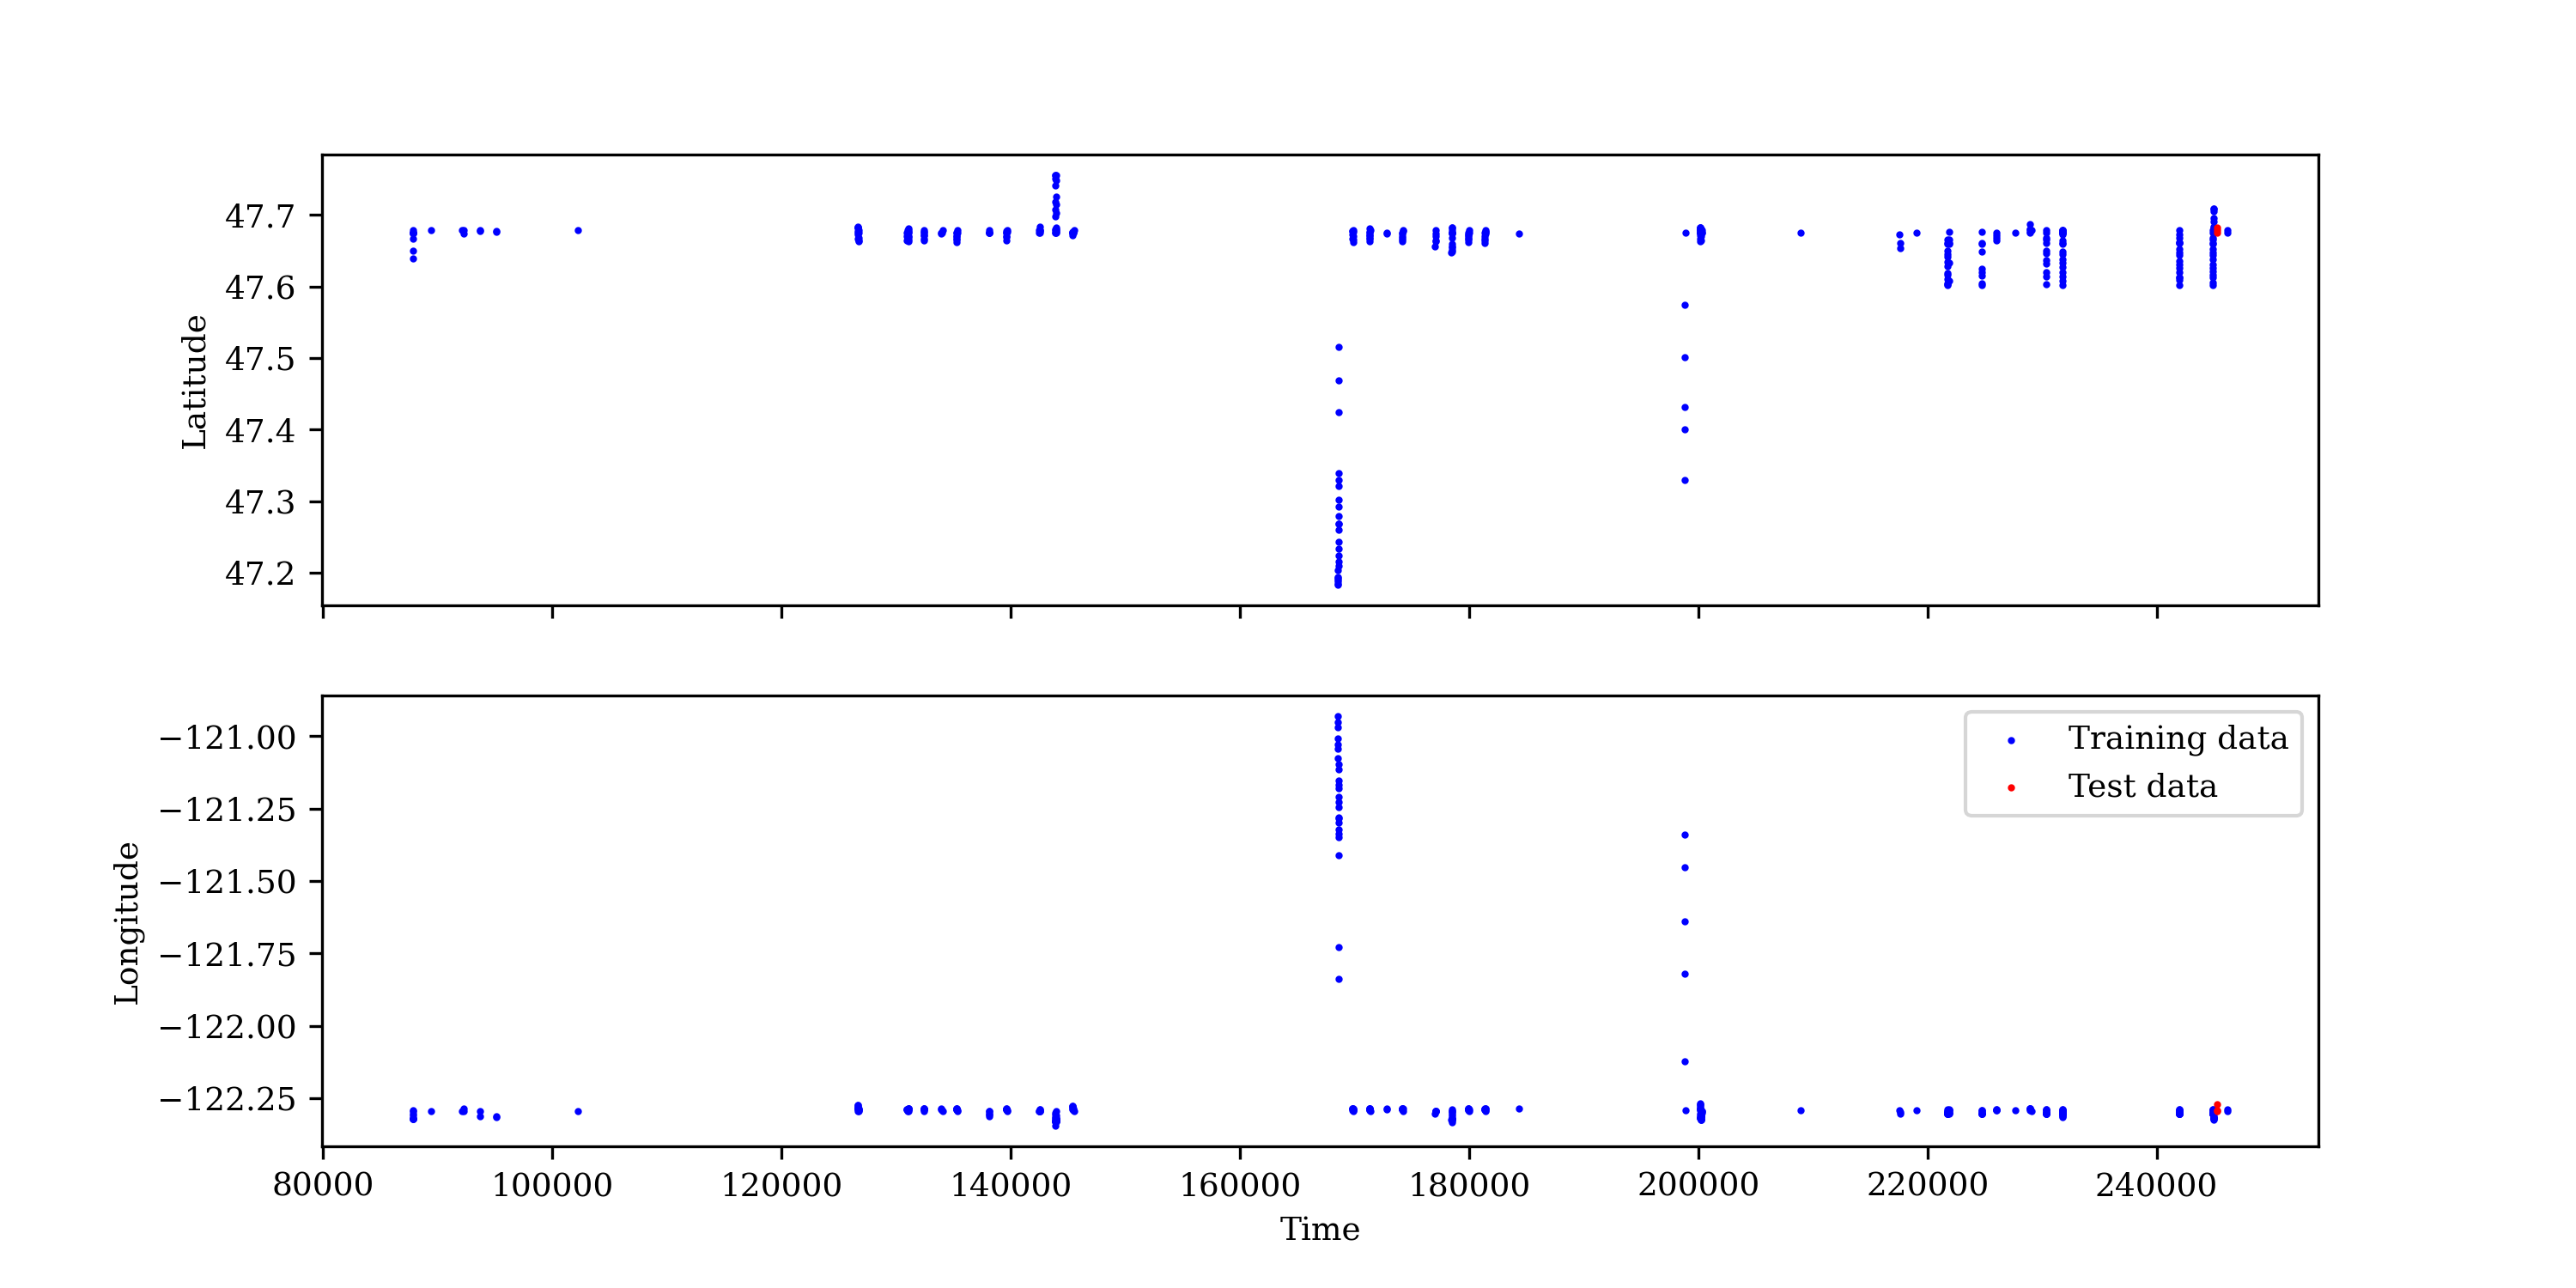 47.7
47.6
47.5
47.4
47.3
47.2
Latitude
−121.00
−121.25
−121.50
−121.75
−122.00
−122.25
Longitude
Training data
Test data
80000 100000 120000 140000 160000 180000 200000 220000 240000
Time